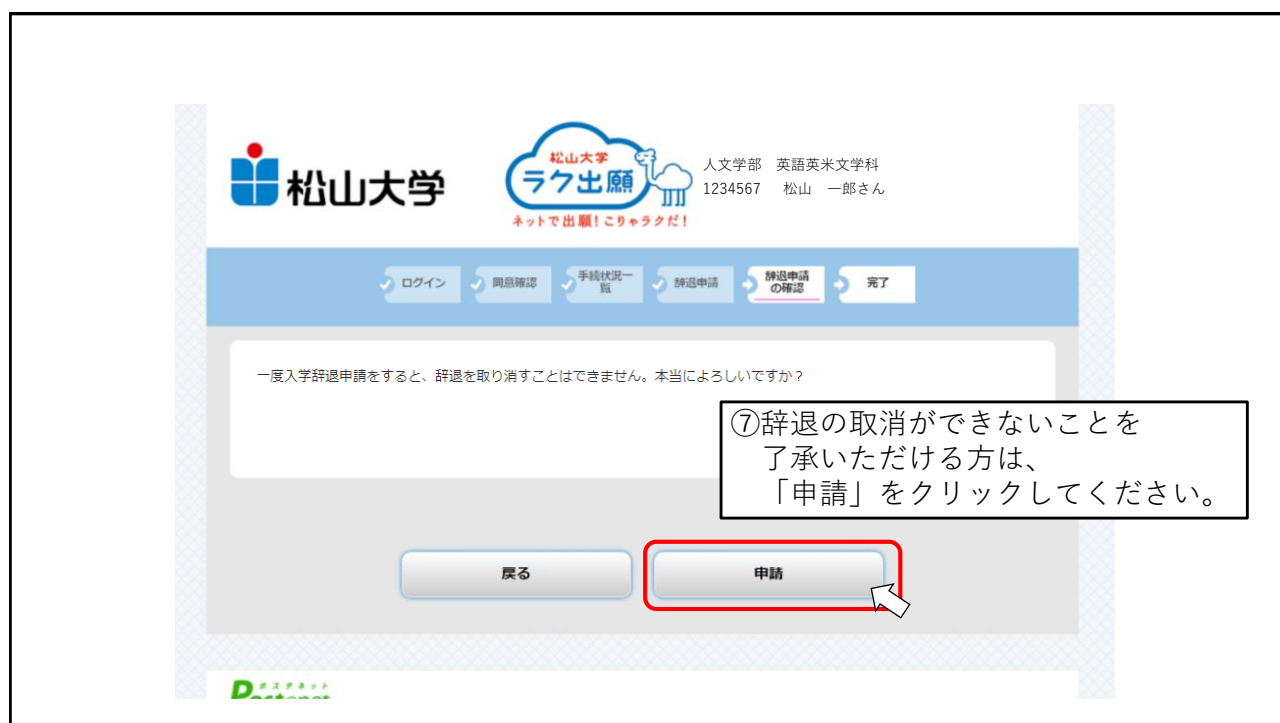 松山大学
松山大学
ラク出願
ネットで出願!こりゃラクだ!
人文学部 英語英米文学科
1234567 松山 一郎さん
ログイン
同意確認
手続状況一
覧
辞退申請
辞退申請
の確認
完了
一度入学辞退申請をすると、辞退を取り消すことはできません。本当によろしいですか?
⑦辞退の取消ができないことを
了承いただける方は、
「申請」をクリックしてください。
戻る
申請